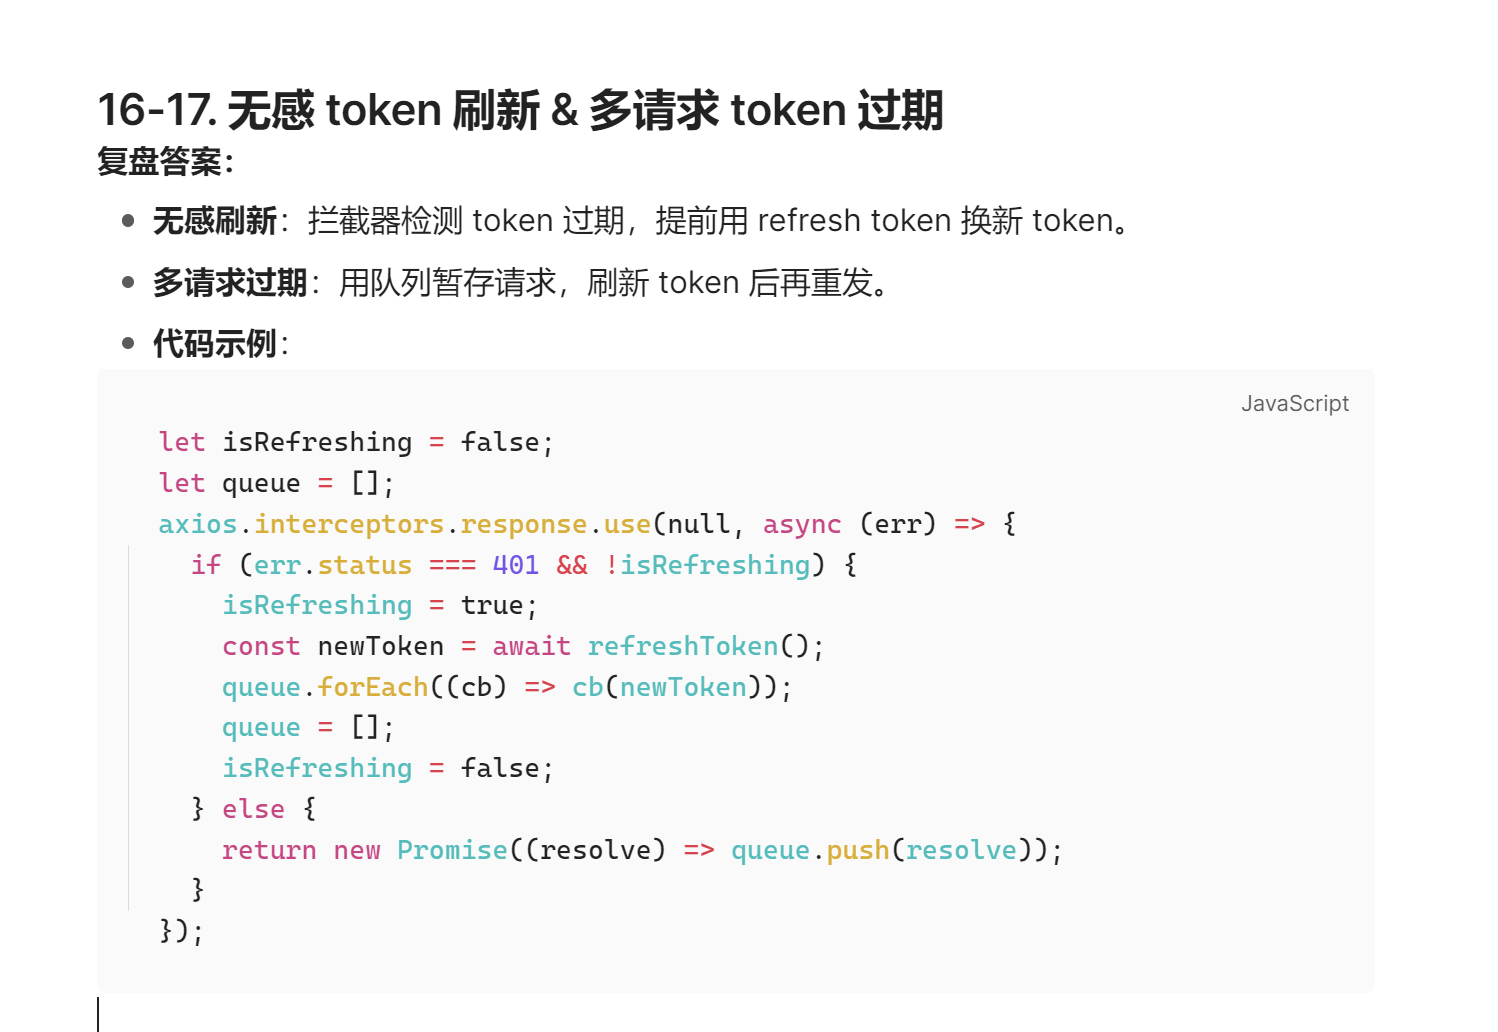 16-17. 无感 token 刷新 & 多请求 token 过期
复盘答案：
无感刷新：拦截器检测 token 过期，提前用 refresh token 换新 token。
多请求过期：用队列暂存请求，刷新 token 后再重发。
代码示例：
JavaScript
let isRefreshing = false;
let queue = [];
axios.interceptors.response.use(null, async (err) => {
  if (err.status === 401 && !isRefreshing) {
    isRefreshing = true;
    const newToken = await refreshToken();
    queue.forEach((cb) => cb(newToken));
    queue = [];
    isRefreshing = false;
  } else {
    return new Promise((resolve) => queue.push(resolve));
  }
});